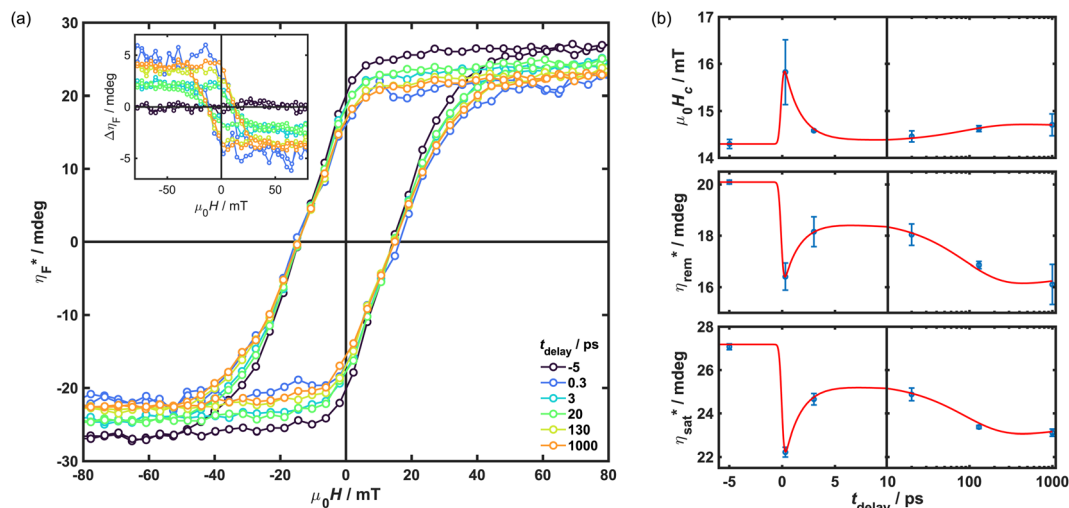 (a)
30
20
10
0
-10
-20
-30
η_F* / mdeg
-80 -60 -40 -20 0 20 40 60 80
μ₀H / mT
5
0
-5
Δη_F / mdeg
-50 0 50
μ₀H / mT
t_delay / ps
-5
0.3
3
20
130
1000
(b)
17
16
15
14
μ₀H_c / mT
20
18
16
η_rem* / mdeg
28
26
24
22
η_sat* / mdeg
-5 0 5 10 100 1000
t_delay / ps